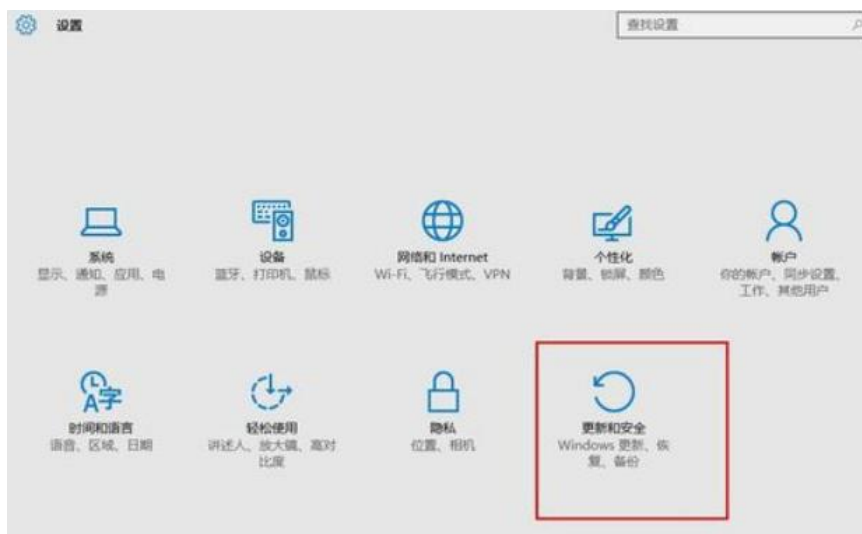 设置
查找设置
系统
显示、通知、应用、电
源
设备
蓝牙、打印机、鼠标
网络和 Internet
Wi-Fi、飞行模式、VPN
个性化
背景、锁屏、颜色
帐户
你的帐户、同步设置、
工作、其他用户
时间和语言
语音、区域、日期
轻松使用
讲述人、放大镜、高对
比度
隐私
位置、相机
更新和安全
Windows 更新、恢
复、备份